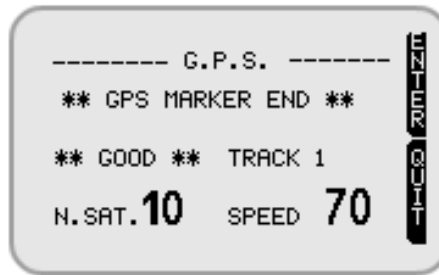 -------- G.P.S. -------
** GPS MARKER END **
** GOOD ** TRACK 1
N.SAT.10 SPEED 70
ENTER
QUIT